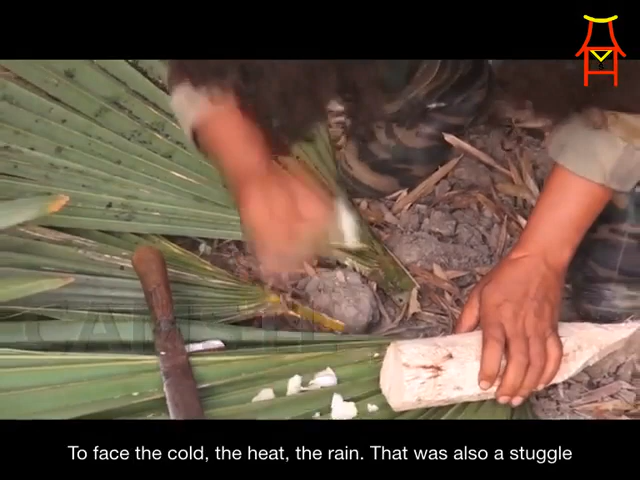 To face the cold, the heat, the rain. That was also a stuggle